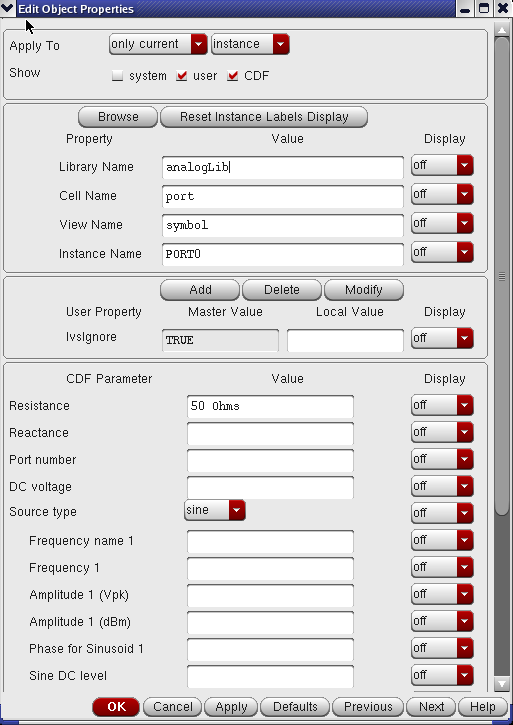 Edit Object Properties
Apply To only current instance
Show system user CDF
Browse Reset Instance Labels Display
Property Value Display
Library Name analogLib off
Cell Name port off
View Name symbol off
Instance Name PORT0 off
Add Delete Modify
User Property Master Value Local Value Display
lvsIgnore TRUE off
CDF Parameter Value Display
Resistance 50 Ohms off
Reactance off
Port number off
DC voltage off
Source type sine off
Frequency name 1 off
Frequency 1 off
Amplitude 1 (Vpk) off
Amplitude 1 (dBm) off
Phase for Sinusoid 1 off
Sine DC level off
OK Cancel Apply Defaults Previous Next Help